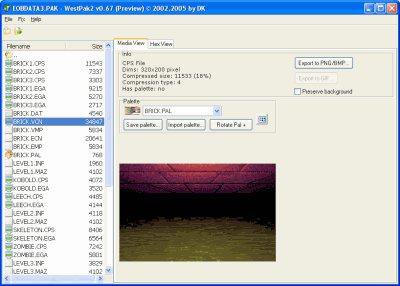 EOBDATA3.PAK - WestPak2 v0.67 (Preview) © 2002,2005 by DK
File Fix Help
Filename Size
BRICK1.CPS 11543
BRICK2.CPS 7337
BRICK3.CPS 3303
BRICK1.EGA 9215
BRICK2.EGA 5270
BRICK3.EGA 2717
BRICK.DAT 4540
BRICK.VCN 34847
BRICK.VMP 5834
BRICK.ECN 20641
BRICK.EMP 5834
BRICK.PAL 768
LEVEL1.INF 1960
LEVEL1.MAZ 4102
KOBOLD.CPS 4072
KOBOLD.EGA 3520
LEECH.CPS 4485
LEECH.EGA 4144
LEVEL2.INF 1118
LEVEL2.MAZ 4102
SKELETON.CPS 8406
SKELETON.EGA 6564
ZOMBIE.CPS 7242
ZOMBIE.EGA 5801
LEVEL3.INF 3829
LEVEL3.MAZ 4102
Media View Hex View
Info
CPS File
Dims: 320x200 pixel
Compressed size: 11533 (18%)
Compression type: 4
Has palette: no
Export to PNG/BMP...
Export to GIF...
Preserve background
Palette
BRICK.PAL
Save palette... Import palette... Rotate Pal +